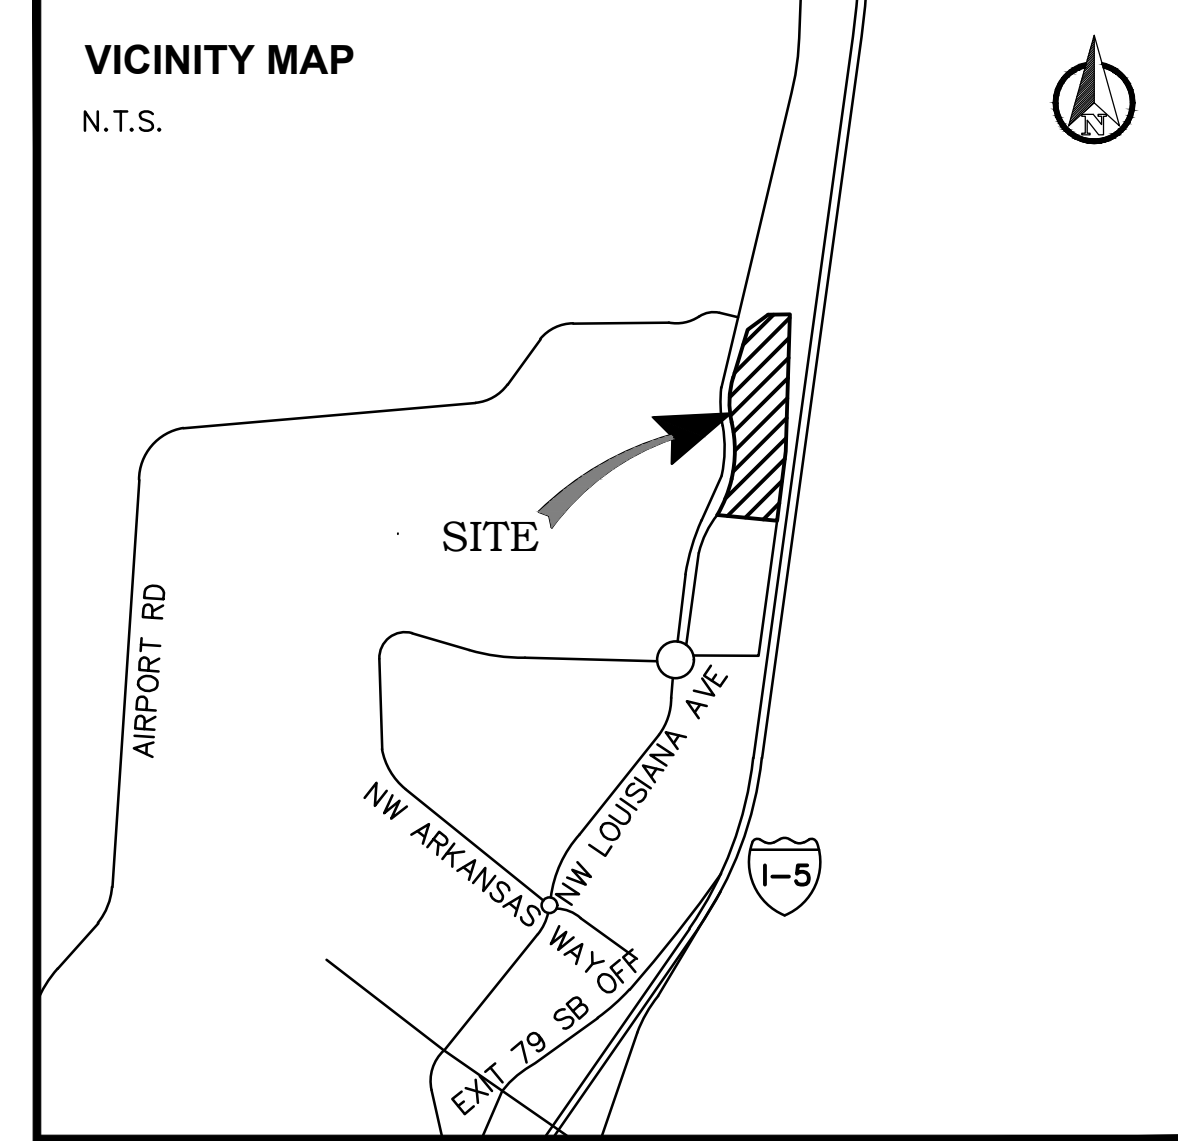 VICINITY MAP
N.T.S.
N
SITE
AIRPORT RD
NW LOUISIANA AVE
NW ARKANSAS WAY
I-5
EXIT 79 SB OFF